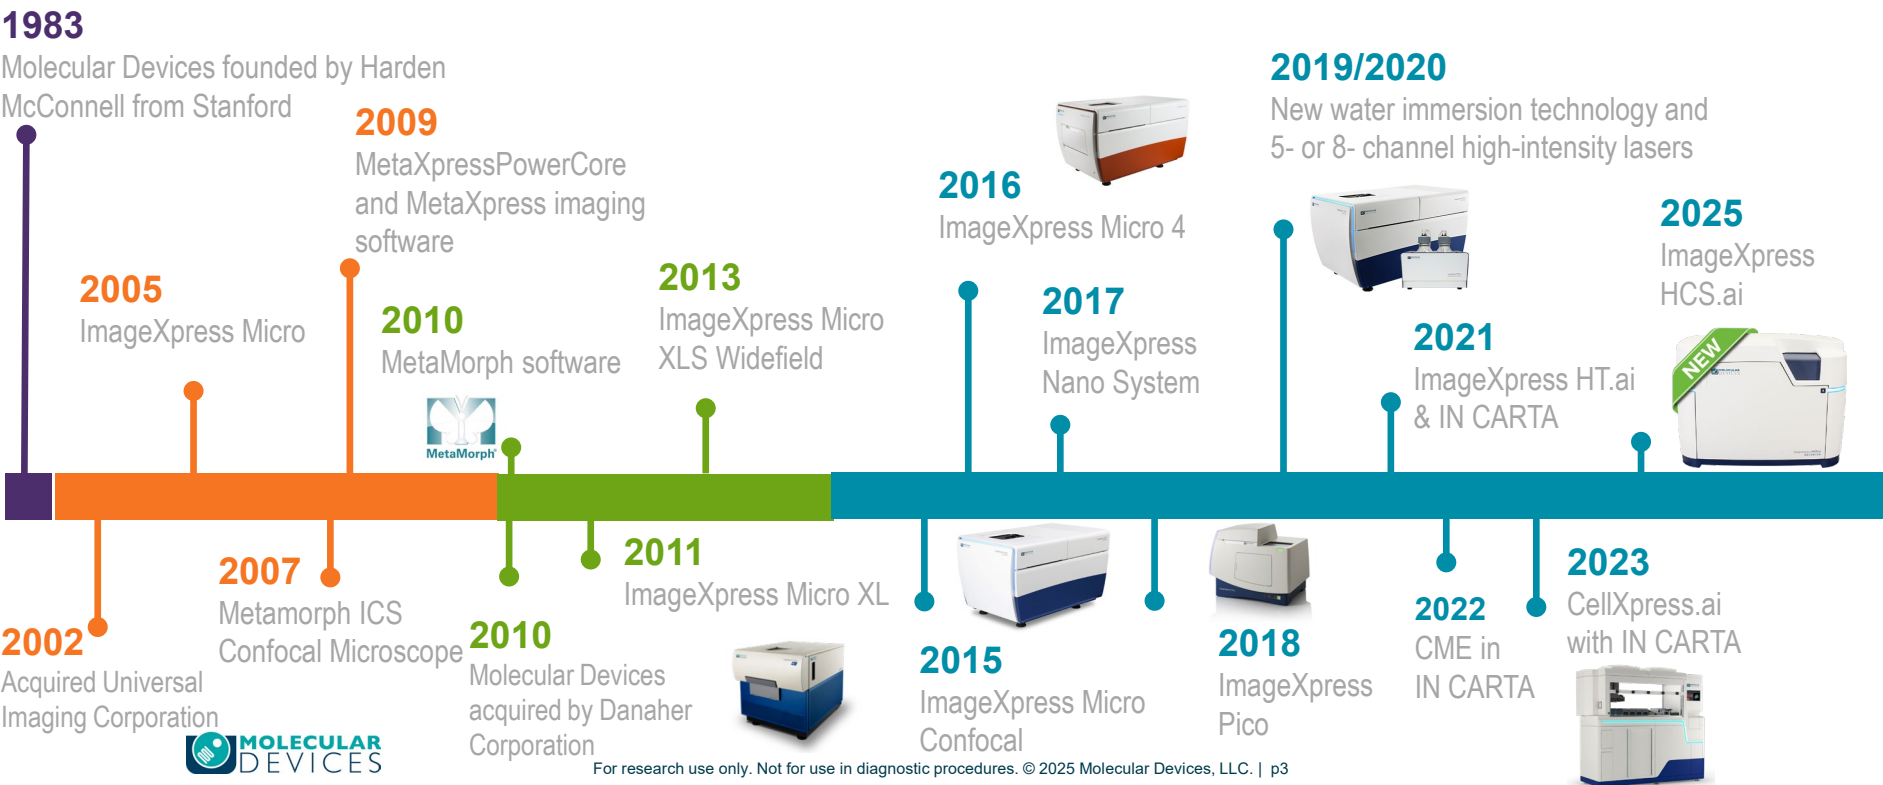 1983
Molecular Devices founded by Harden
McConnell from Stanford
2009
MetaXpressPowerCore
and MetaXpress imaging
software
2005
ImageXpress Micro
2010
MetaMorph software
MetaMorph®
2013
ImageXpress Micro
XLS Widefield
2016
ImageXpress Micro 4
2017
ImageXpress
Nano System
2019/2020
New water immersion technology and
5- or 8- channel high-intensity lasers
2021
ImageXpress HT.ai
& IN CARTA
2025
ImageXpress
HCS.ai
NEW
MOLECULAR
DEVICES
2002
Acquired Universal
Imaging Corporation
2007
Metamorph ICS
Confocal Microscope
2010
Molecular Devices
acquired by Danaher
Corporation
2011
ImageXpress Micro XL
2015
ImageXpress Micro
Confocal
2018
ImageXpress
Pico
2022
CME in
IN CARTA
2023
CellXpress.ai
with IN CARTA
MOLECULAR
DEVICES
For research use only. Not for use in diagnostic procedures. © 2025 Molecular Devices, LLC. | p3